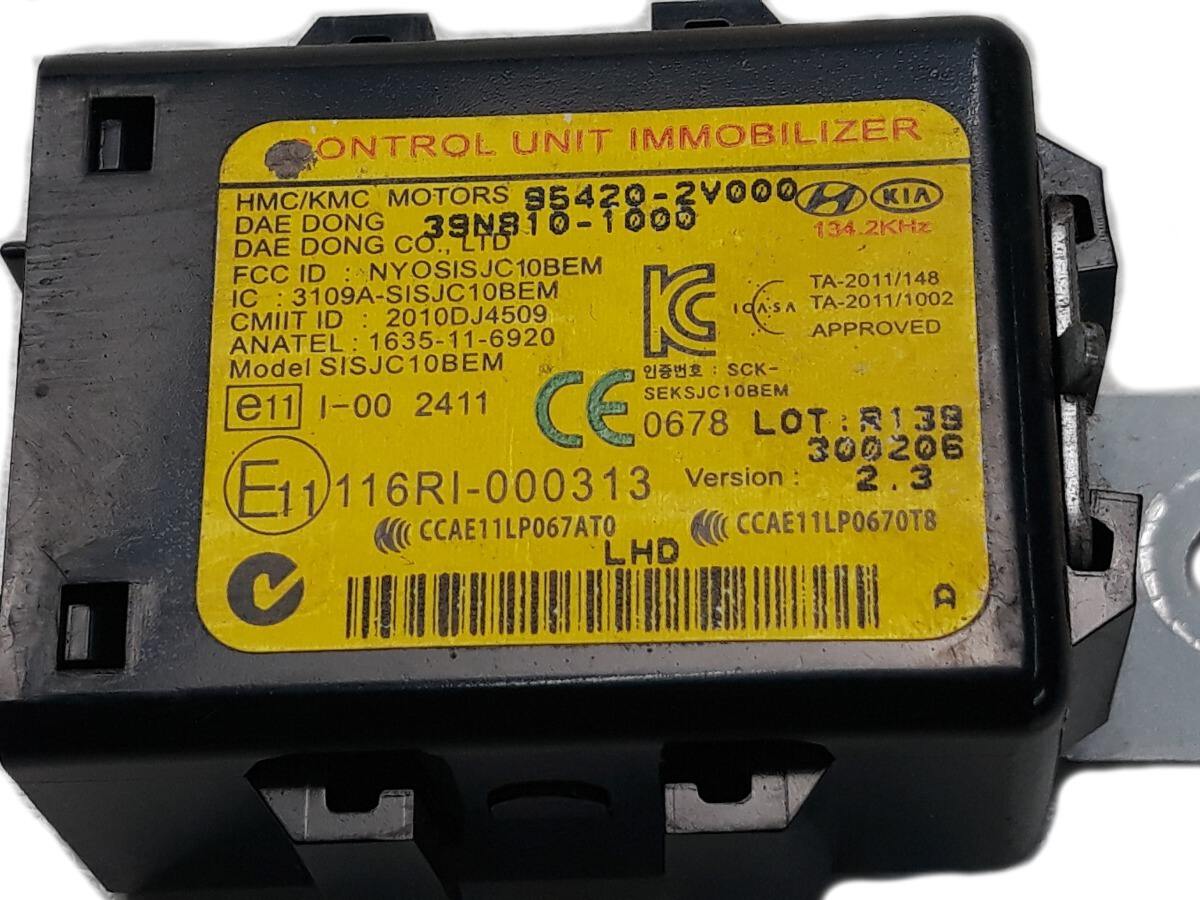 CONTROL UNIT IMMOBILIZER
HMC/KMC MOTORS 95420-2V000
KIA
DAE DONG 39N810-1000
134.2KHz
DAE DONG CO., LTD
FCC ID : NYOSISJC10BEM
IC : 3109A-SISJC10BEM
CMIIT ID : 2010DJ4509
ANATEL : 1635-11-6920
Model SISJC10BEM
ICASA
TA-2011/148
TA-2011/1002
APPROVED
인증번호 : SCK-
SEKSJC10BEM
e11 I-00 2411
CE 0678 LOT : R139
300206
E11 116RI-000313
Version : 2.3
CCAE11LP067AT0
CCAE11LP0670T8
LHD
A